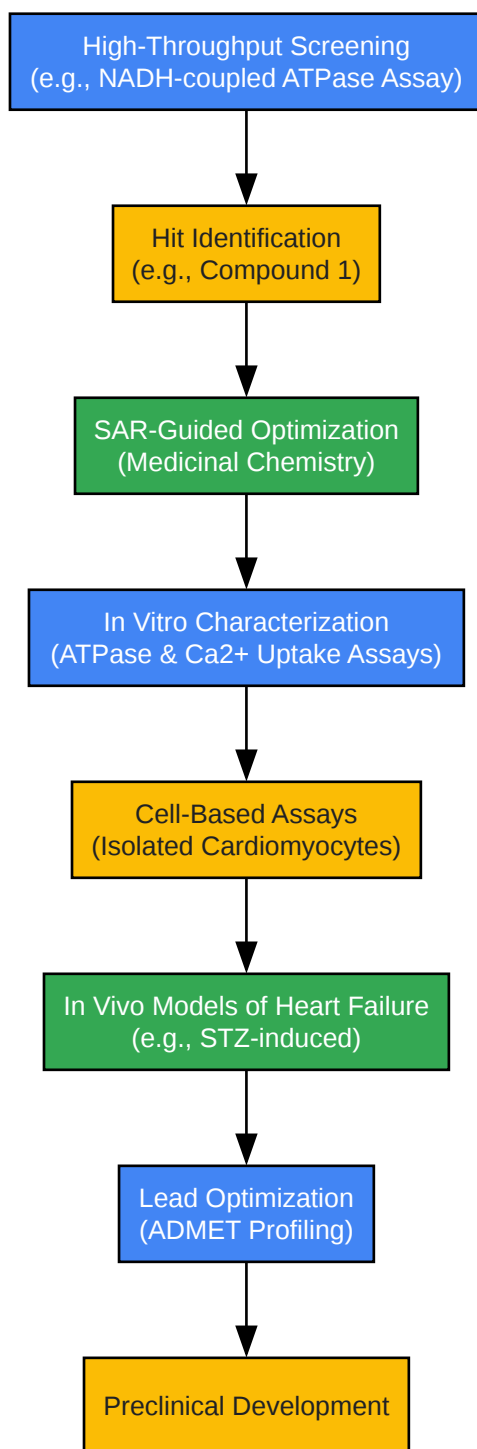 High-Throughput Screening
(e.g., NADH-coupled ATPase Assay)
Hit Identification
(e.g., Compound 1)
SAR-Guided Optimization
(Medicinal Chemistry)
In Vitro Characterization
(ATPase & Ca2+ Uptake Assays)
Cell-Based Assays
(Isolated Cardiomyocytes)
In Vivo Models of Heart Failure
(e.g., STZ-induced)
Lead Optimization
(ADMET Profiling)
Preclinical Development